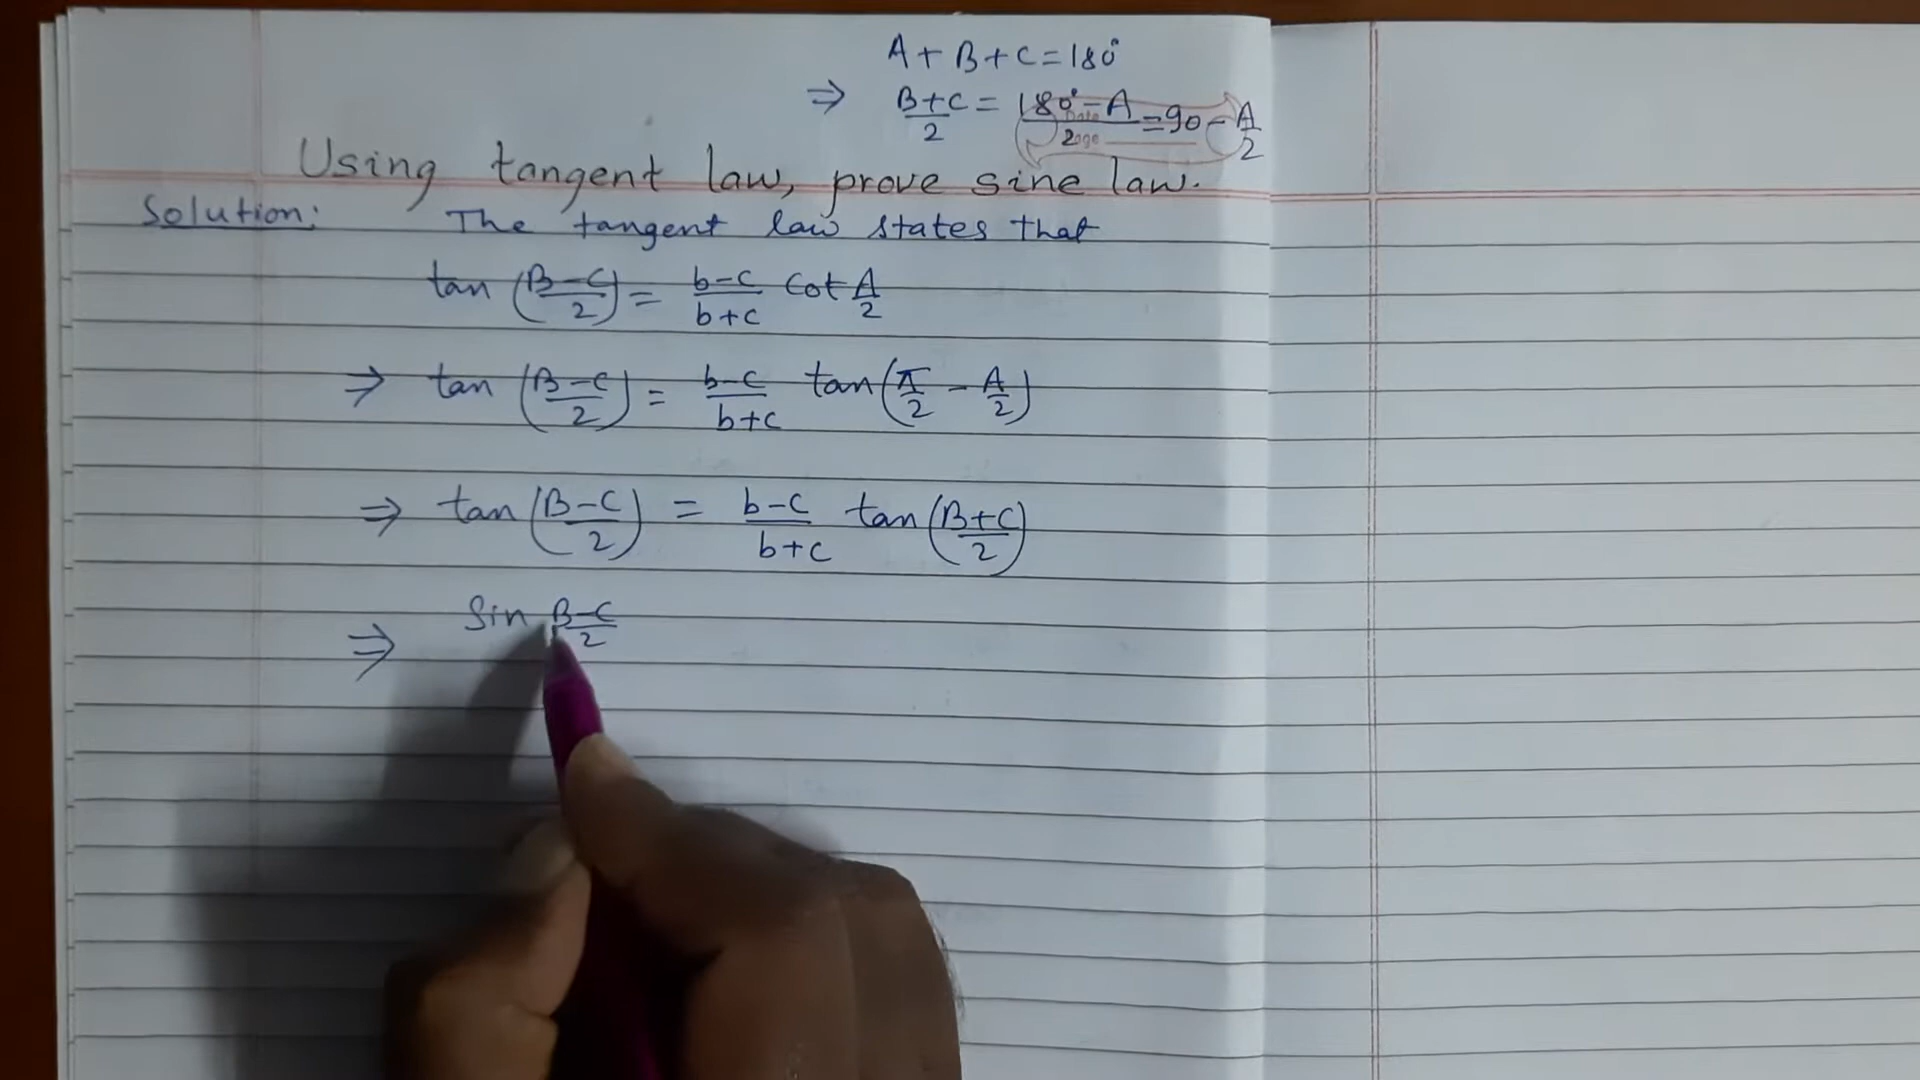 A + B + C = 180°
⇒ (B+C)/2 = (180° - A)/2 = 90 - A/2
Using tangent law, prove sine law.
Solution: The tangent law states that
tan ((B-C)/2) = (b-c)/(b+c) Cot A/2
⇒ tan ((B-C)/2) = (b-c)/(b+c) tan (π/2 - A/2)
⇒ tan ((B-C)/2) = (b-c)/(b+c) tan ((B+C)/2)
⇒ Sin (B-C)/2